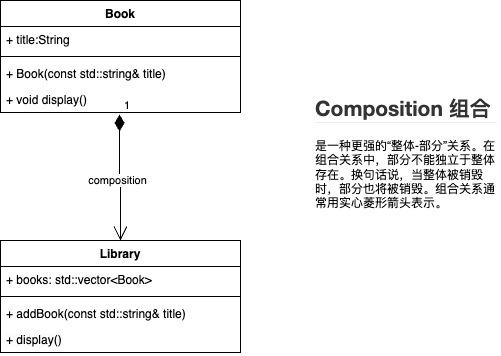 Book
+ title:String
+ Book(const std::string& title)
+ void display()
1
composition
Library
+ books: std::vector<Book>
+ addBook(const std::string& title)
+ display()
Composition 组合
是一种更强的“整体-部分”关系。在
组合关系中，部分不能独立于整体
存在。换句话说，当整体被销毁
时，部分也将被销毁。组合关系通
常用实心菱形箭头表示。